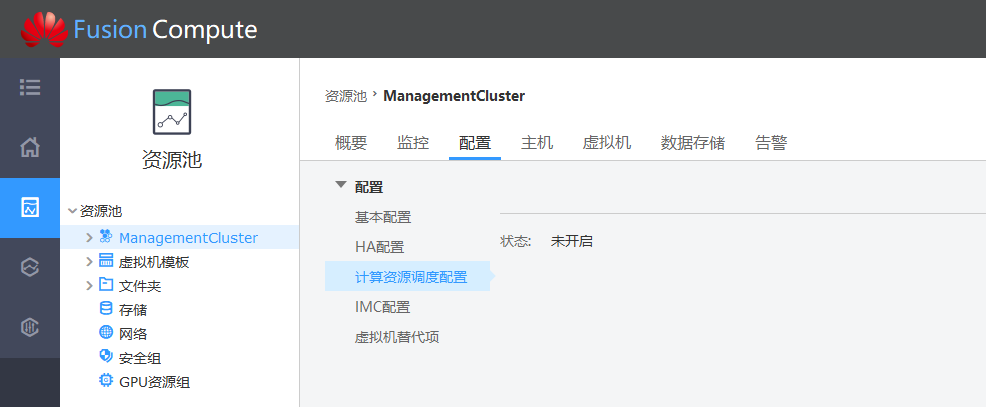 Fusion Compute
资源池
资源池
ManagementCluster
虚拟机模板
文件夹
存储
网络
安全组
GPU资源组
资源池 › ManagementCluster
概要 监控 配置 主机 虚拟机 数据存储 告警
配置
基本配置
HA配置
计算资源调度配置
IMC配置
虚拟机替代项
状态: 未开启